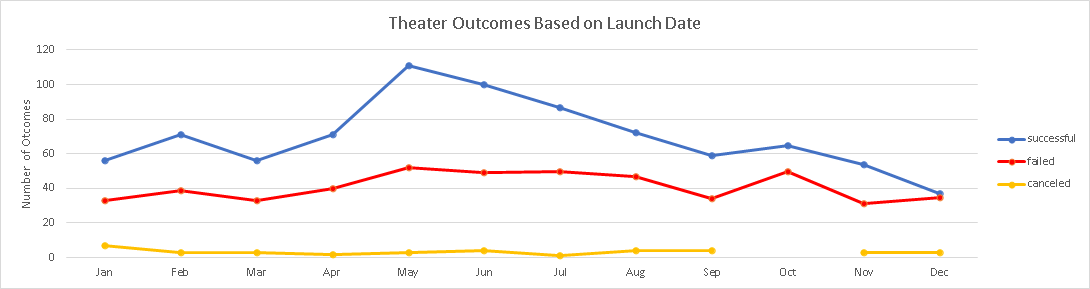 Theater Outcomes Based on Launch Date
120
100
80
60
40
20
0
Number of Otcomes
Jan Feb Mar Apr May Jun Jul Aug Sep Oct Nov Dec
successful
failed
canceled